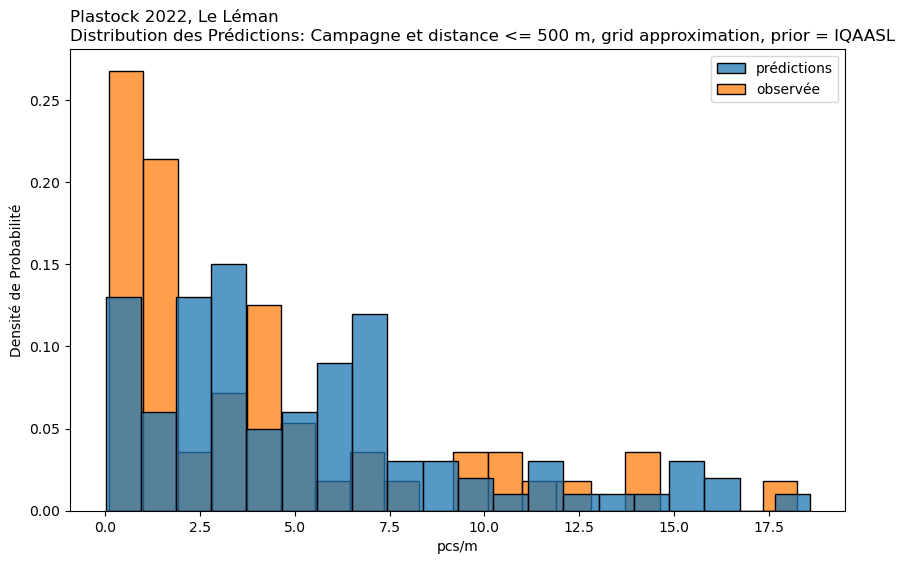 Plastock 2022, Le Léman
Distribution des Prédictions: Campagne et distance <= 500 m, grid approximation, prior = IQAASL
prédictions
observée
0.25
0.20
0.15
0.10
0.05
0.00
Densité de Probabilité
0.0 2.5 5.0 7.5 10.0 12.5 15.0 17.5
pcs/m